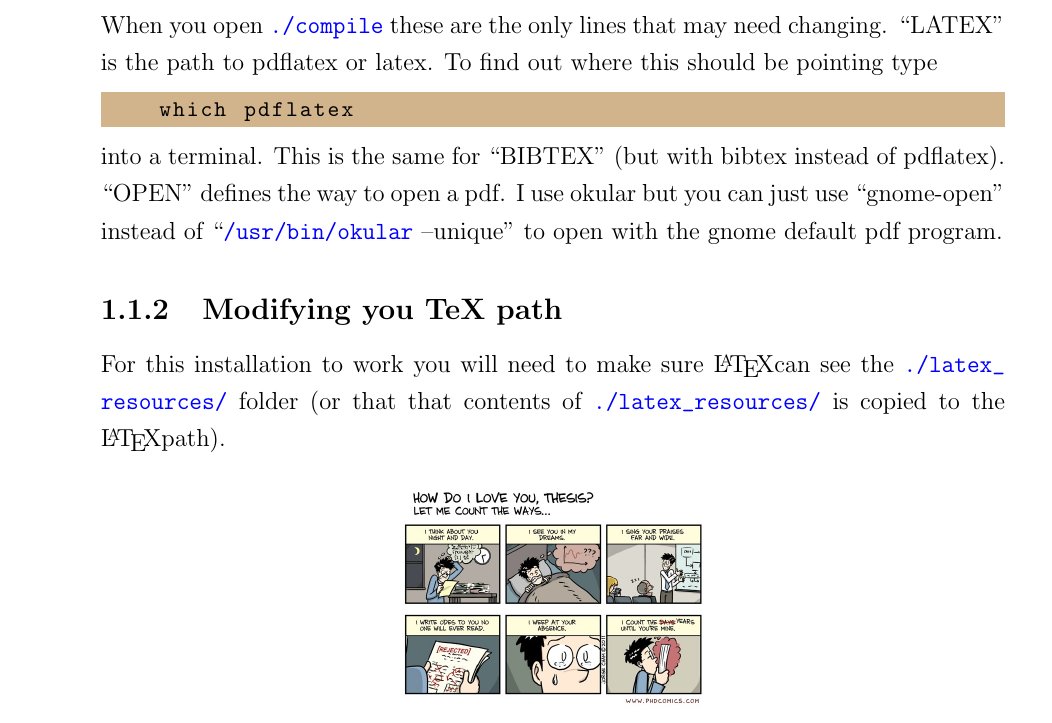 When you open ./compile these are the only lines that may need changing. “LATEX”
is the path to pdflatex or latex. To find out where this should be pointing type
which pdflatex
into a terminal. This is the same for “BIBTEX” (but with bibtex instead of pdflatex).
“OPEN” defines the way to open a pdf. I use okular but you can just use “gnome-open”
instead of “/usr/bin/okular –unique” to open with the gnome default pdf program.
1.1.2 Modifying you TeX path
For this installation to work you will need to make sure LATEXcan see the ./latex_
resources/ folder (or that that contents of ./latex_resources/ is copied to the
LATEXpath).
HOW DO I LOVE YOU, THESIS?
LET ME COUNT THE WAYS...
I THINK ABOUT YOU
NIGHT AND DAY.
I SEE YOU IN MY
DREAMS.
???
I SING YOUR PRAISES
FAR AND WIDE.
I WRITE ODES TO YOU NO
ONE WILL EVER READ.
[REJECTED]
I WEEP AT YOUR
ABSENCE.
I COUNT THE DAYS YEARS
UNTIL YOU'RE MINE.
WWW.PHDCOMICS.COM